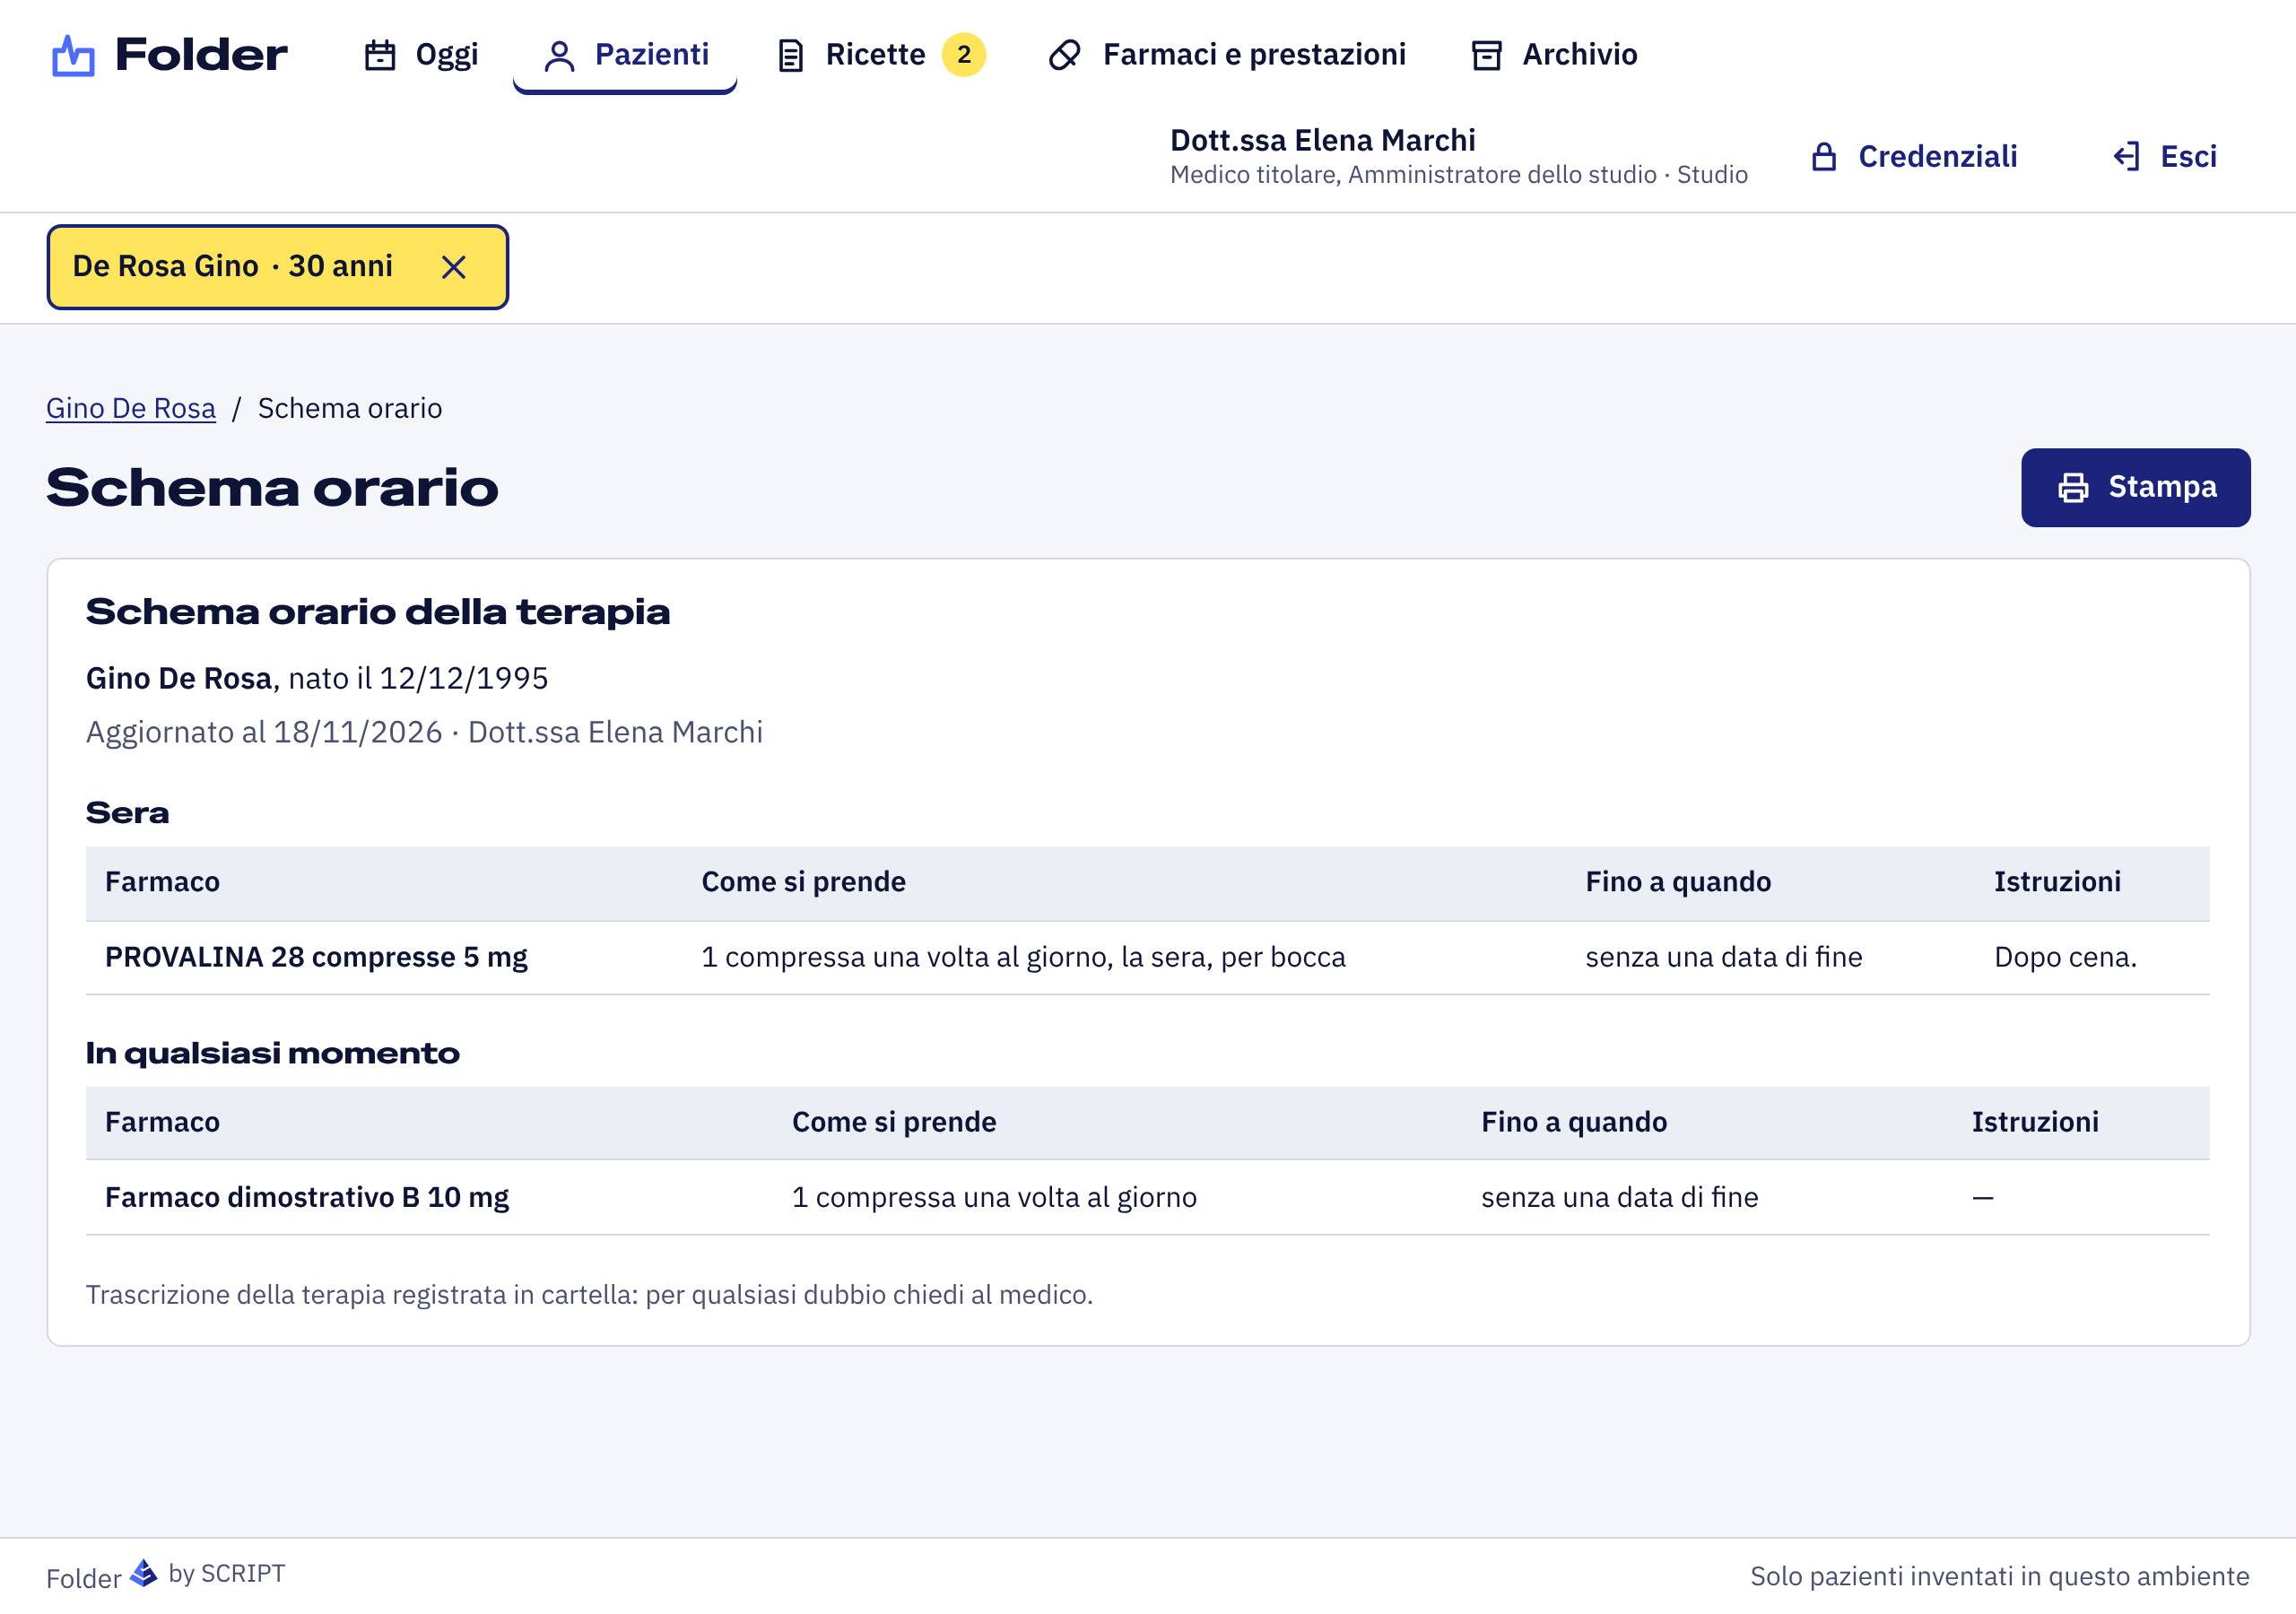 Folder Oggi Pazienti Ricette 2 Farmaci e prestazioni Archivio
Dott.ssa Elena Marchi
Medico titolare, Amministratore dello studio · Studio
Credenziali Esci
De Rosa Gino · 30 anni
Gino De Rosa / Schema orario
Schema orario
Stampa
Schema orario della terapia
Gino De Rosa, nato il 12/12/1995
Aggiornato al 18/11/2026 · Dott.ssa Elena Marchi
Sera
Farmaco Come si prende Fino a quando Istruzioni
PROVALINA 28 compresse 5 mg 1 compressa una volta al giorno, la sera, per bocca senza una data di fine Dopo cena.
In qualsiasi momento
Farmaco Come si prende Fino a quando Istruzioni
Farmaco dimostrativo B 10 mg 1 compressa una volta al giorno senza una data di fine —
Trascrizione della terapia registrata in cartella: per qualsiasi dubbio chiedi al medico.
Folder by SCRIPT Solo pazienti inventati in questo ambiente